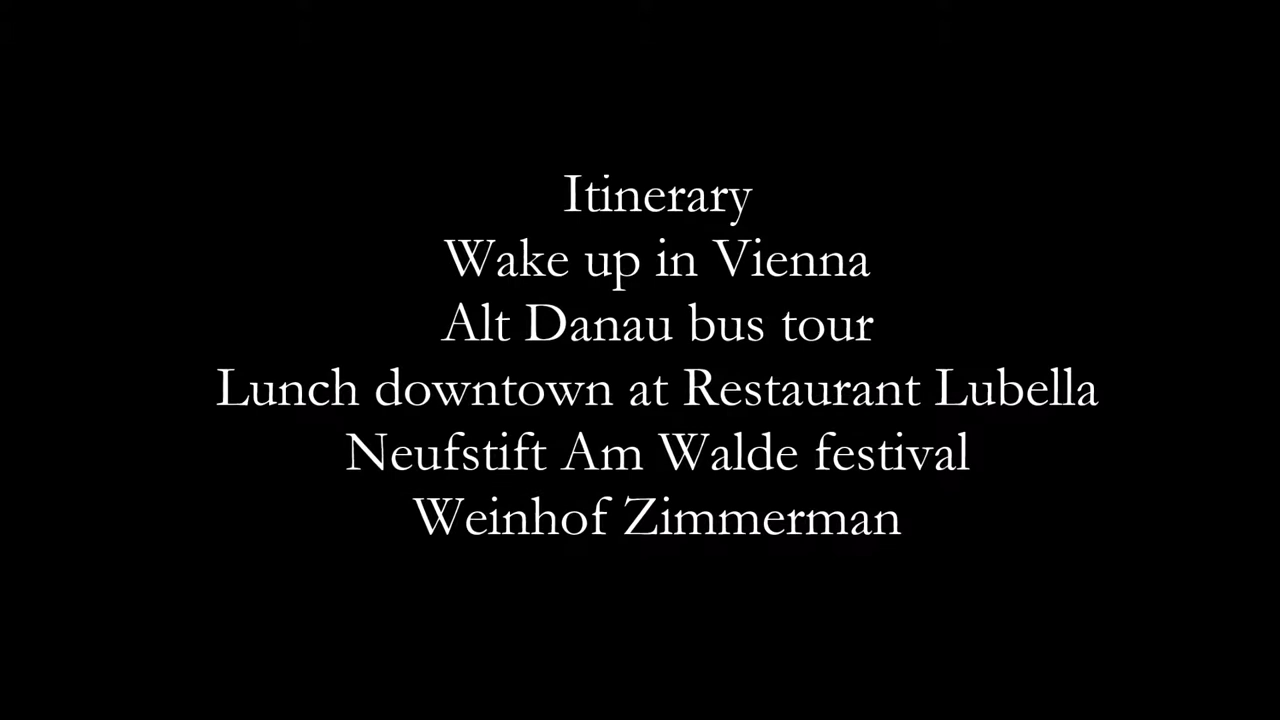 Itinerary
Wake up in Vienna
Alt Danau bus tour
Lunch downtown at Restaurant Lubella
Neufstift Am Walde festival
Weinhof Zimmerman